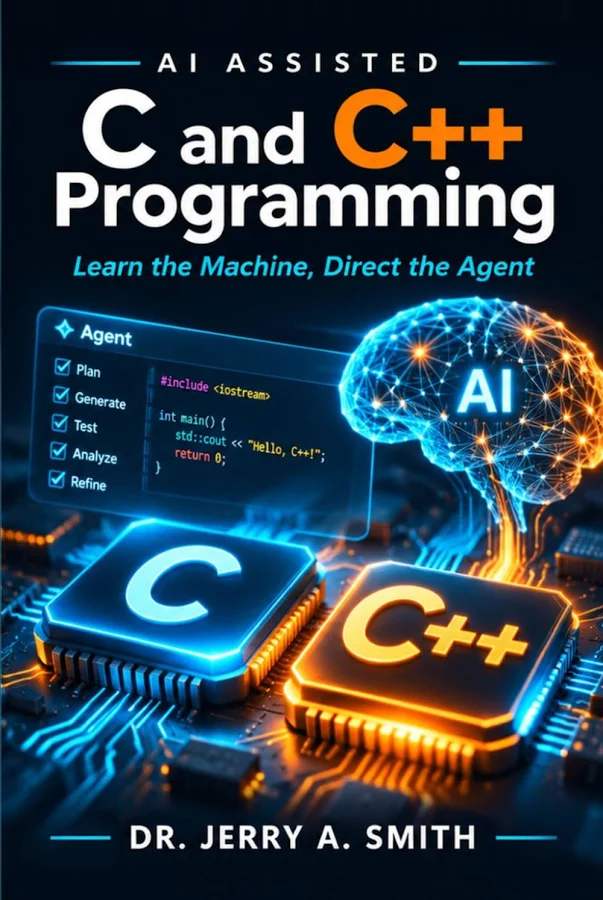 AI ASSISTED
C and C++
Programming
Learn the Machine, Direct the Agent
Agent
Plan
Generate
Test
Analyze
Refine
#include <iostream>
int main() {
std::cout << "Hello, C++!";
return 0;
}
AI
C
C++
DR. JERRY A. SMITH